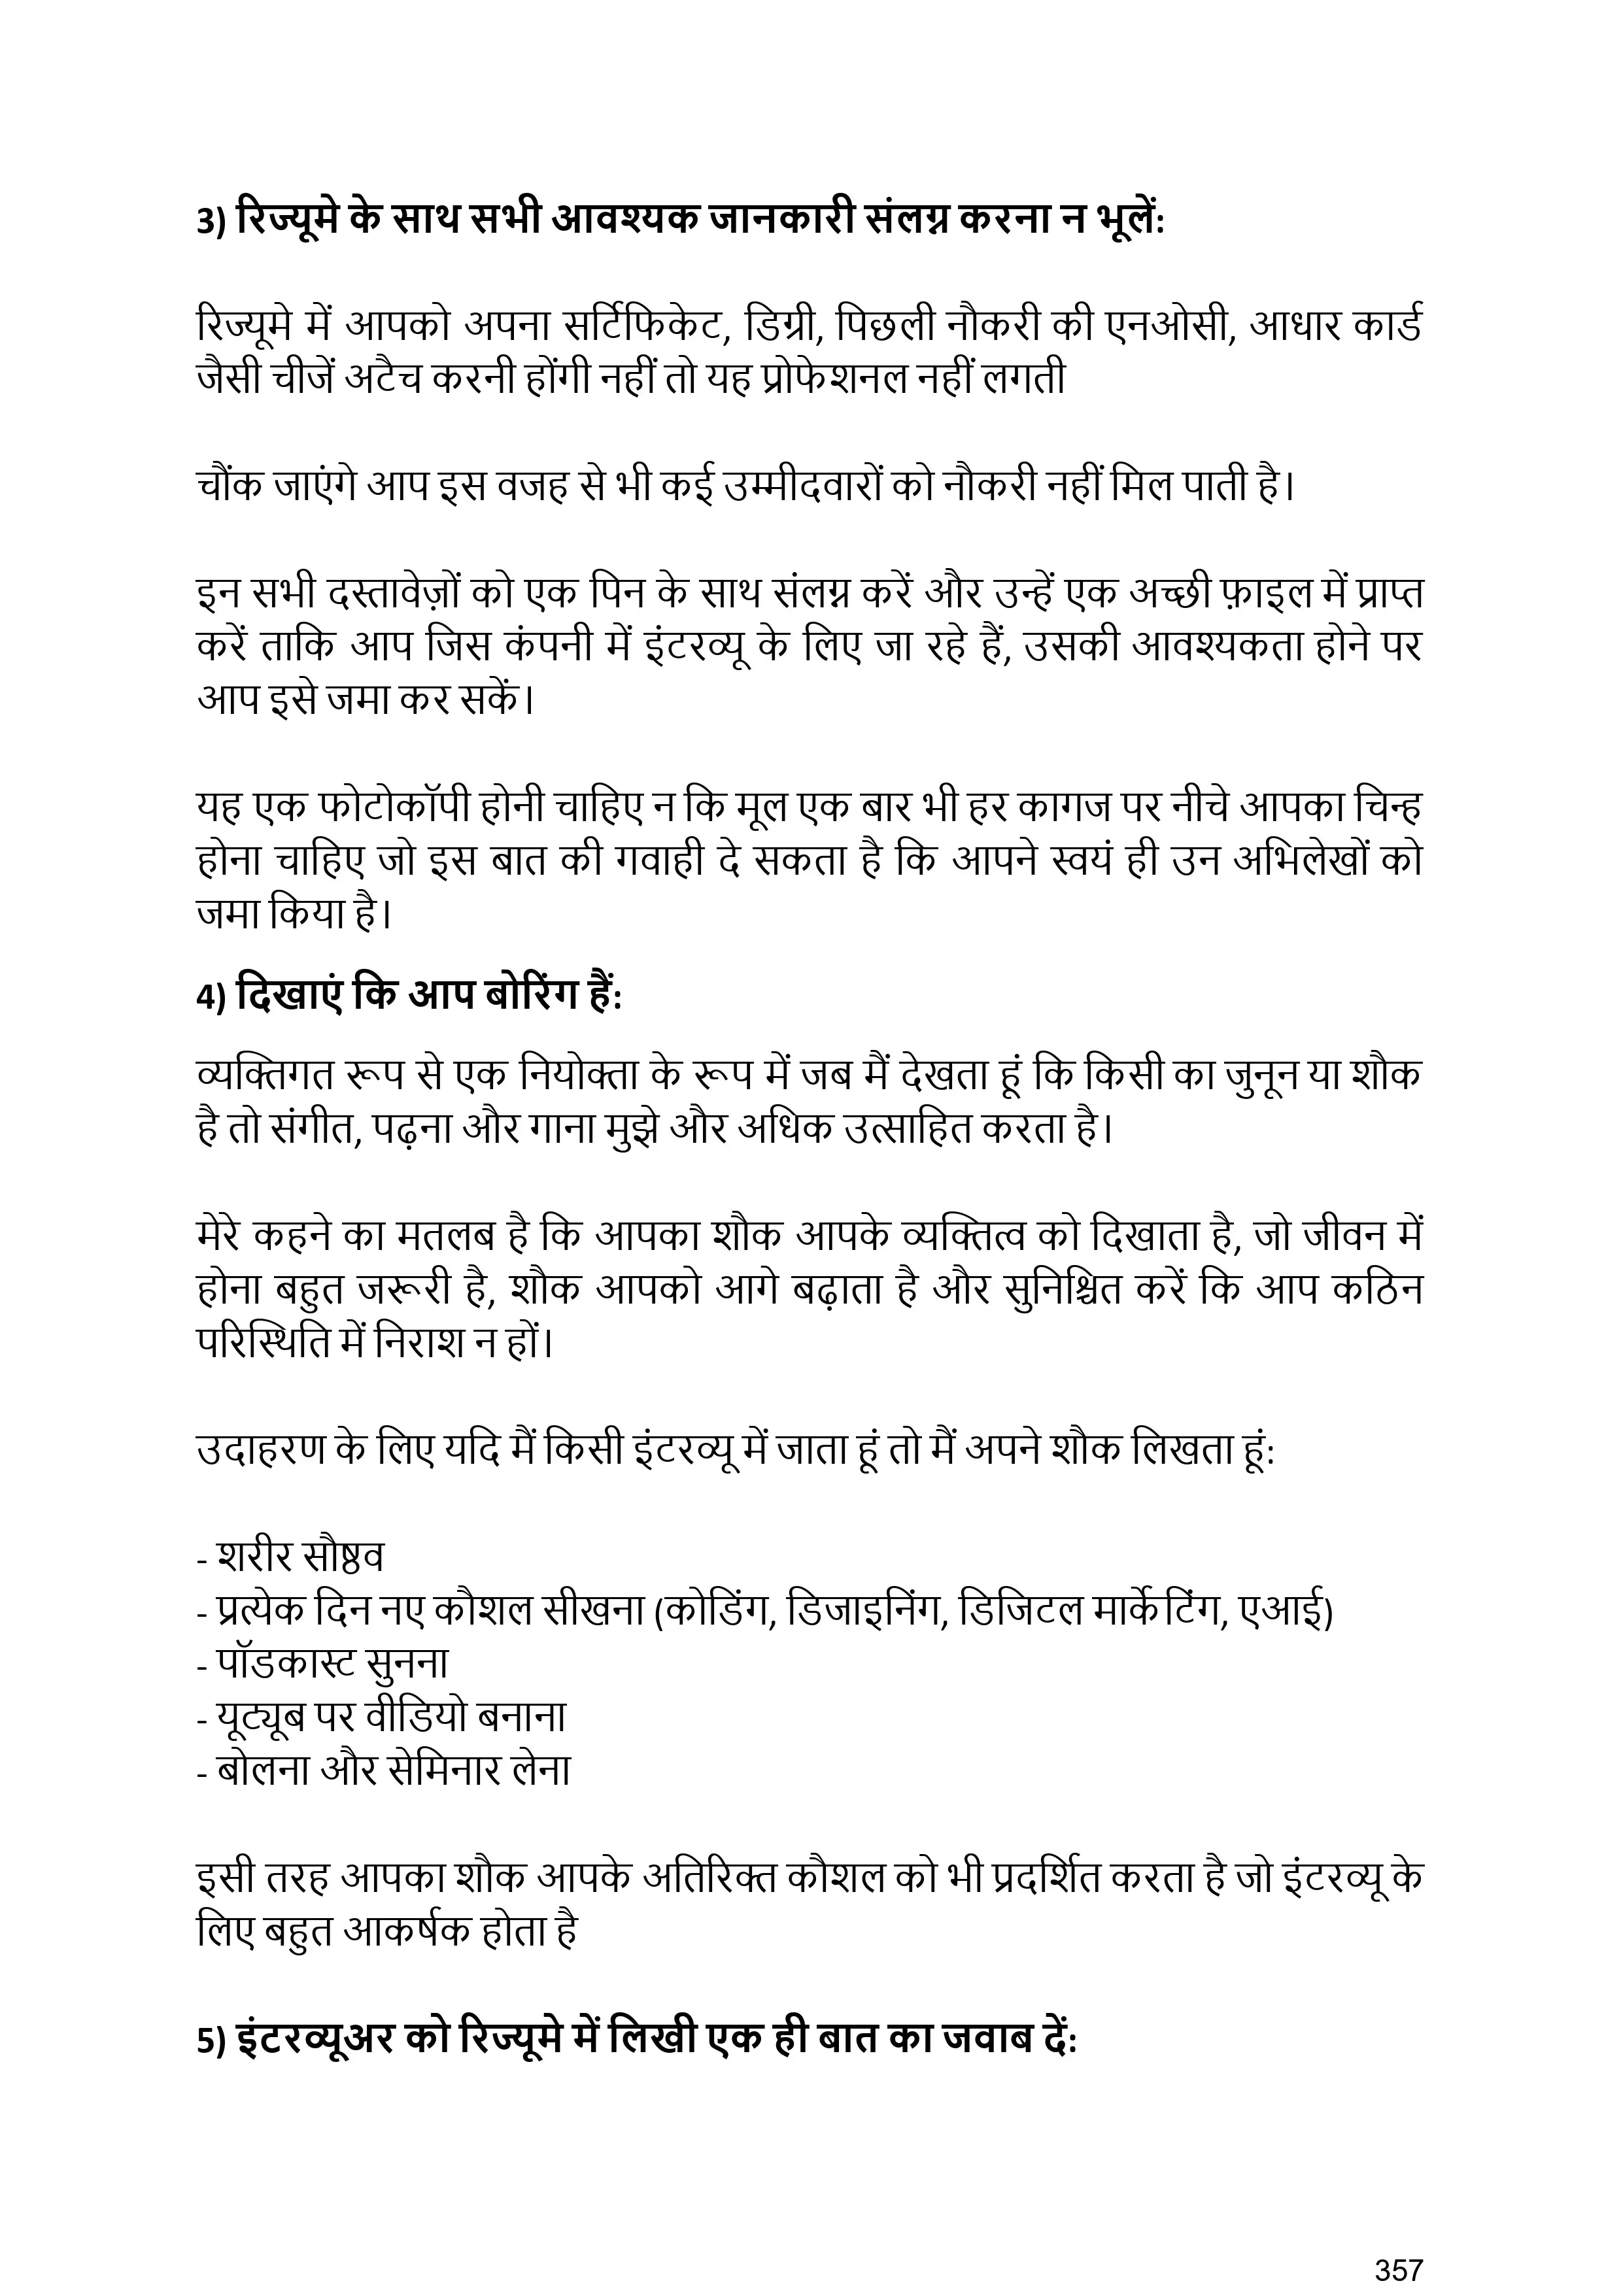 3) रिज्यूमे के साथ सभी आवश्यक जानकारी संलग्न करना न भूलें:
रिज्यूमे में आपको अपना सर्टिफिकेट, डिग्री, पिछली नौकरी की एनओसी, आधार कार्ड
जैसी चीजें अटैच करनी होंगी नहीं तो यह प्रोफेशनल नहीं लगती
चौंक जाएंगे आप इस वजह से भी कई उम्मीदवारों को नौकरी नहीं मिल पाती है।
इन सभी दस्तावेज़ों को एक पिन के साथ संलग्न करें और उन्हें एक अच्छी फ़ाइल में प्राप्त
करें ताकि आप जिस कंपनी में इंटरव्यू के लिए जा रहे हैं, उसकी आवश्यकता होने पर
आप इसे जमा कर सकें।
यह एक फोटोकॉपी होनी चाहिए न कि मूल एक बार भी हर कागज पर नीचे आपका चिन्ह
होना चाहिए जो इस बात की गवाही दे सकता है कि आपने स्वयं ही उन अभिलेखों को
जमा किया है।
4) दिखाएं कि आप बोरिंग हैं:
व्यक्तिगत रूप से एक नियोक्ता के रूप में जब मैं देखता हूं कि किसी का जुनून या शौक
है तो संगीत, पढ़ना और गाना मुझे और अधिक उत्साहित करता है।
मेरे कहने का मतलब है कि आपका शौक आपके व्यक्तित्व को दिखाता है, जो जीवन में
होना बहुत जरूरी है, शौक आपको आगे बढ़ाता है और सुनिश्चित करें कि आप कठिन
परिस्थिति में निराश न हों।
उदाहरण के लिए यदि मैं किसी इंटरव्यू में जाता हूं तो मैं अपने शौक लिखता हूं:
- शरीर सौष्ठव
- प्रत्येक दिन नए कौशल सीखना (कोडिंग, डिजाइनिंग, डिजिटल मार्केटिंग, एआई)
- पॉडकास्ट सुनना
- यूट्यूब पर वीडियो बनाना
- बोलना और सेमिनार लेना
इसी तरह आपका शौक आपके अतिरिक्त कौशल को भी प्रदर्शित करता है जो इंटरव्यू के
लिए बहुत आकर्षक होता है
5) इंटरव्यूअर को रिज्यूमे में लिखी एक ही बात का जवाब दें:
357